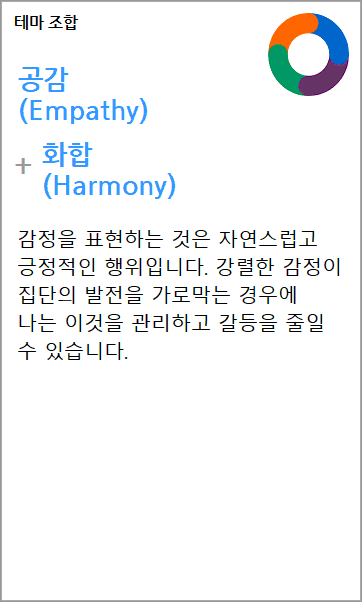 테마 조합
공감
(Empathy)
+ 화합
(Harmony)
감정을 표현하는 것은 자연스럽고
긍정적인 행위입니다. 강렬한 감정이
집단의 발전을 가로막는 경우에
나는 이것을 관리하고 갈등을 줄일
수 있습니다.